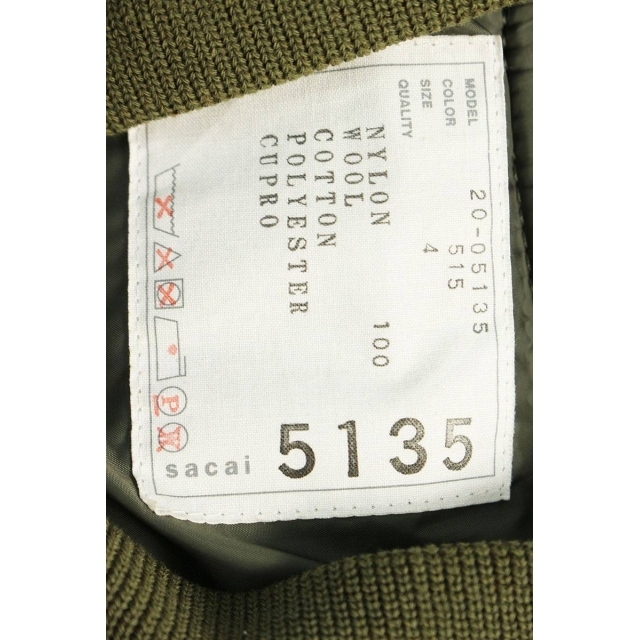 MODEL 20-05135
COLOR 515
SIZE 4
QUALITY
NYLON 100
WOOL
COTTON
POLYESTER
CUPRO
P
W
sacai 5135